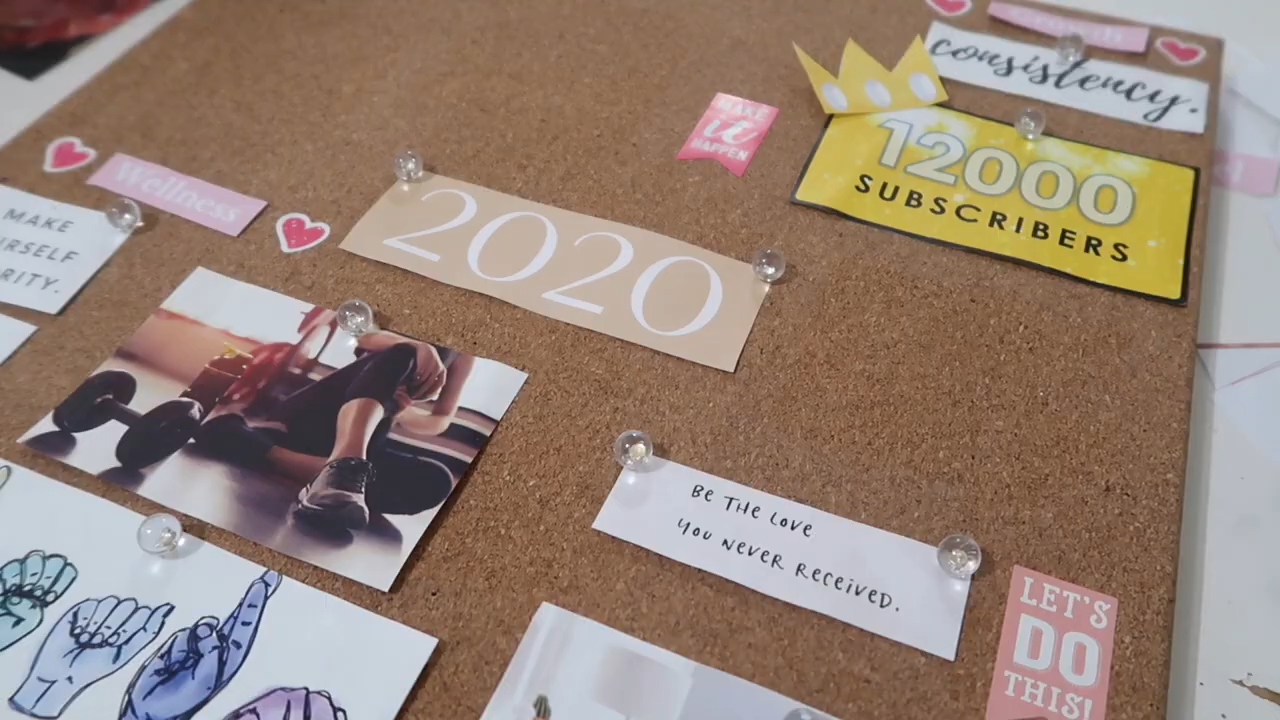 consistency.
MAKE
it
HAPPEN
12000
SUBSCRIBERS
Wellness
2020
MAKE
RITY.
BE THE LOVE
YOU NEVER RECEIVED.
LET'S
DO
THIS!